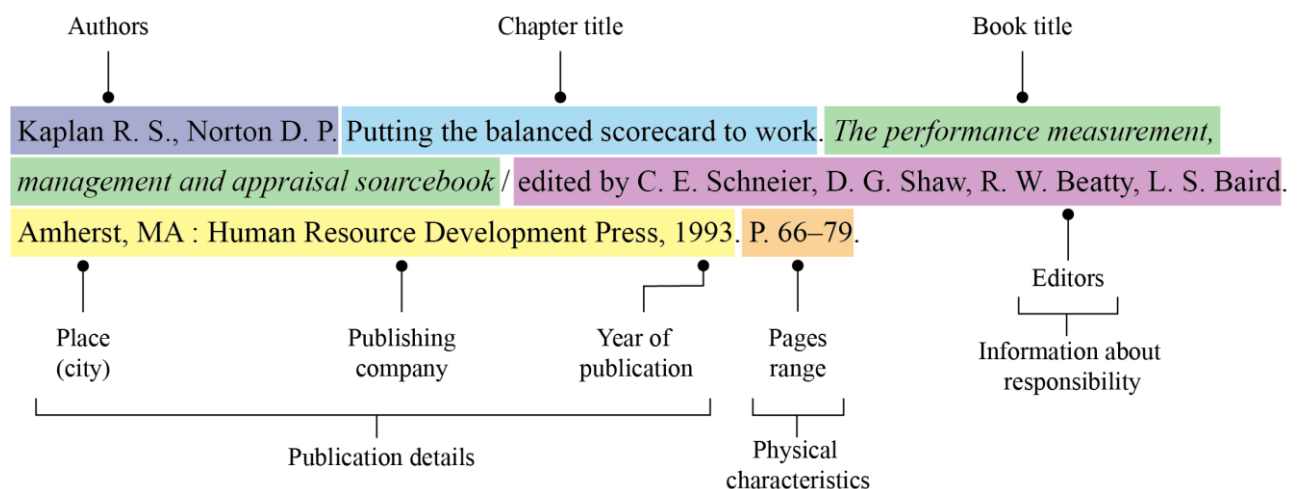 Authors
Chapter title
Book title
Kaplan R. S., Norton D. P. Putting the balanced scorecard to work. The performance measurement,
management and appraisal sourcebook / edited by C. E. Schneier, D. G. Shaw, R. W. Beatty, L. S. Baird.
Amherst, MA : Human Resource Development Press, 1993. P. 66–79.
Place
(city)
Publishing
company
Year of
publication
Pages
range
Editors
Information about
responsibility
Publication details
Physical
characteristics